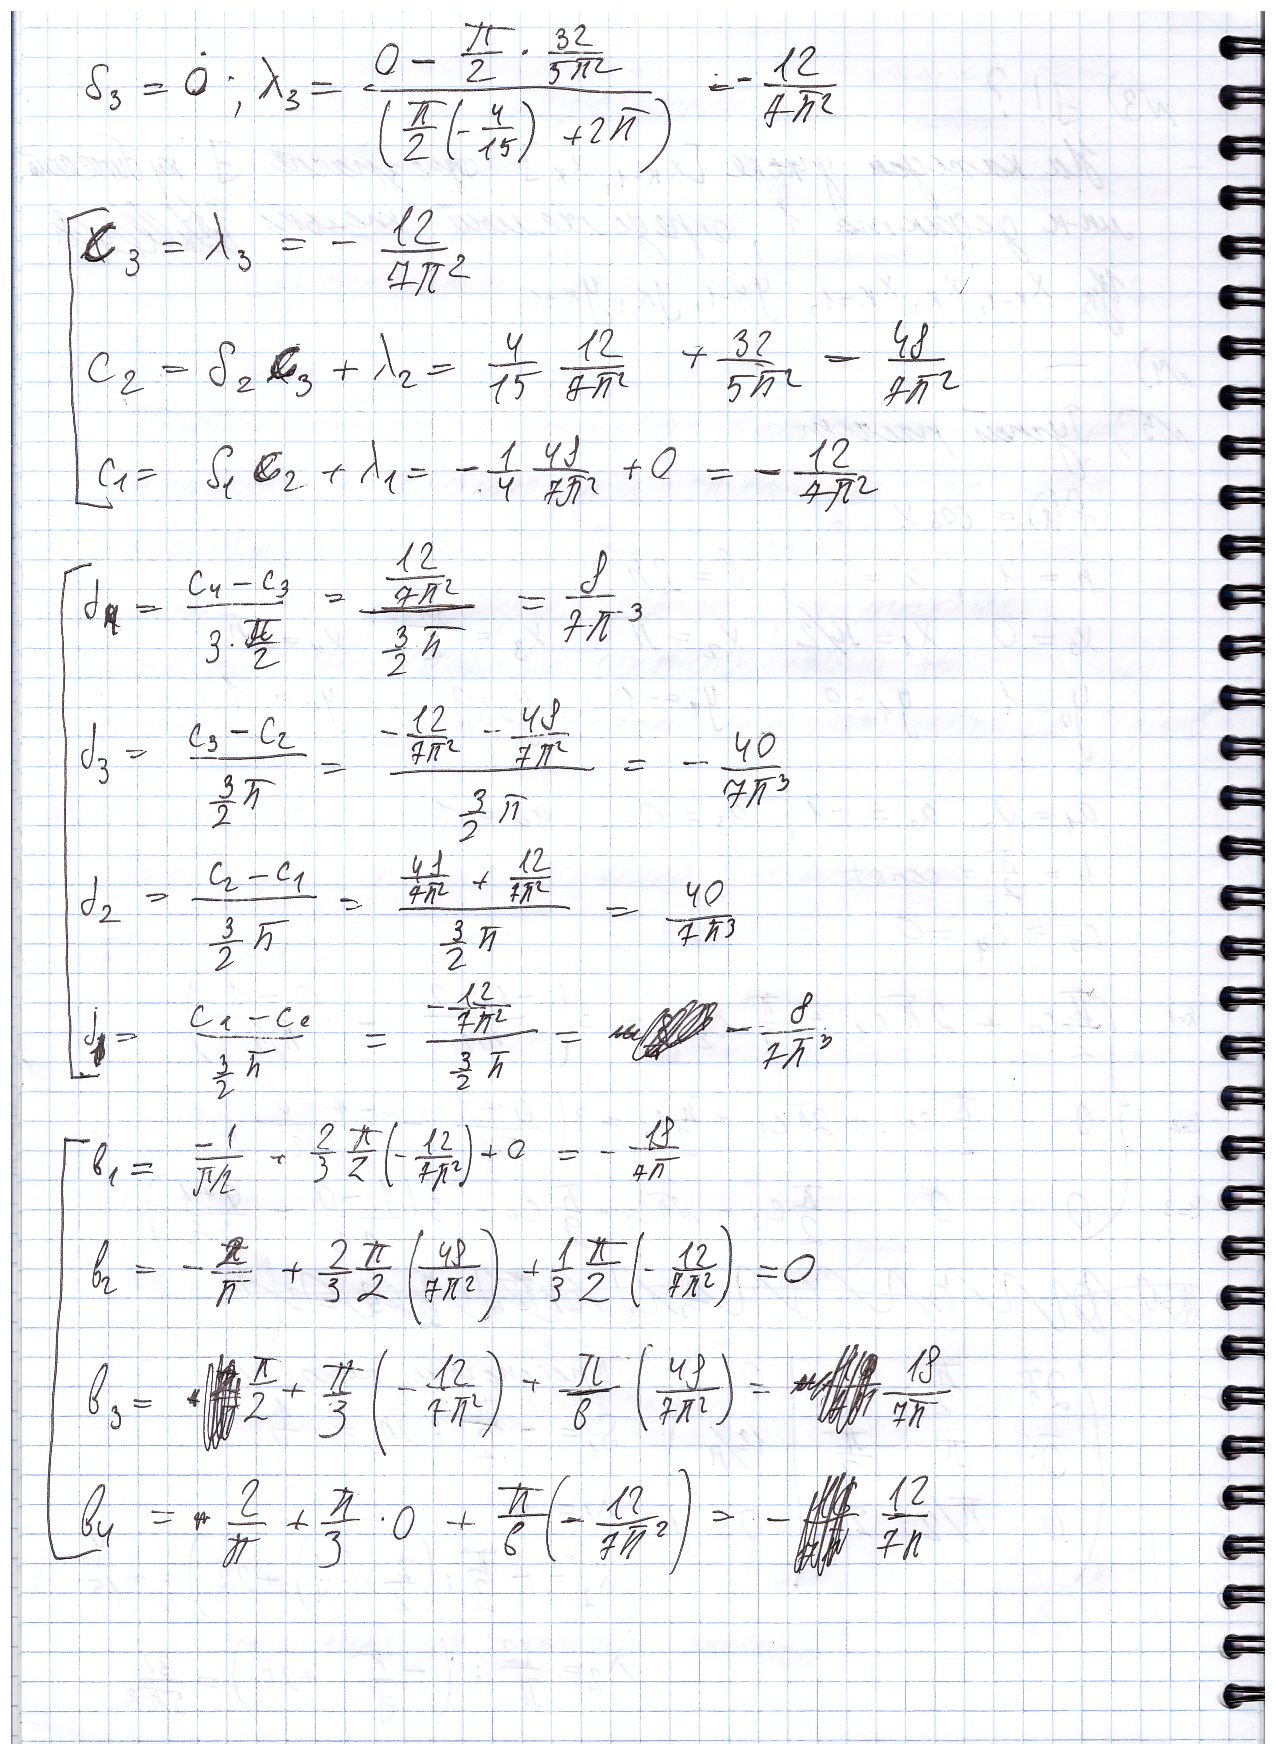 δ₃ = 0; λ₃ = (0 - π/2 · 32/(5π²)) / (π/2 (-4/15) + 2π) = - 12/(7π²)
c₃ = λ₃ = - 12/(7π²)
c₂ = δ₂ c₃ + λ₂ = 4/15 12/(7π²) + 32/(5π²) = 48/(7π²)
c₁ = δ₁ c₂ + λ₁ = - 1/4 48/(7π²) + 0 = - 12/(7π²)
d₄ = (c₄ - c₃)/(3·π/2) = (12/(7π²))/(3/2 π) = 8/(7π³)
d₃ = (c₃ - c₂)/(3/2 π) = (-12/(7π²) - 48/(7π²))/(3/2 π) = - 40/(7π³)
d₂ = (c₂ - c₁)/(3/2 π) = (48/(7π²) + 12/(7π²))/(3/2 π) = 40/(7π³)
d₁ = (c₁ - c₀)/(3/2 π) = (-12/(7π²))/(3/2 π) = - 8/(7π³)
b₁ = -1/(π/2) + 2/3 π/2 (-12/(7π²)) + 0 = - 18/(7π)
b₂ = - 2/π + 2/3 π/2 (48/(7π²)) + 1/3 π/2 (-12/(7π²)) = 0
b₃ = π/2 + π/3 (-12/(7π²)) + π/6 (48/(7π²)) = 18/(7π)
b₄ = 2/π + π/3 · 0 + π/6 (-12/(7π²)) = - 12/(7π)